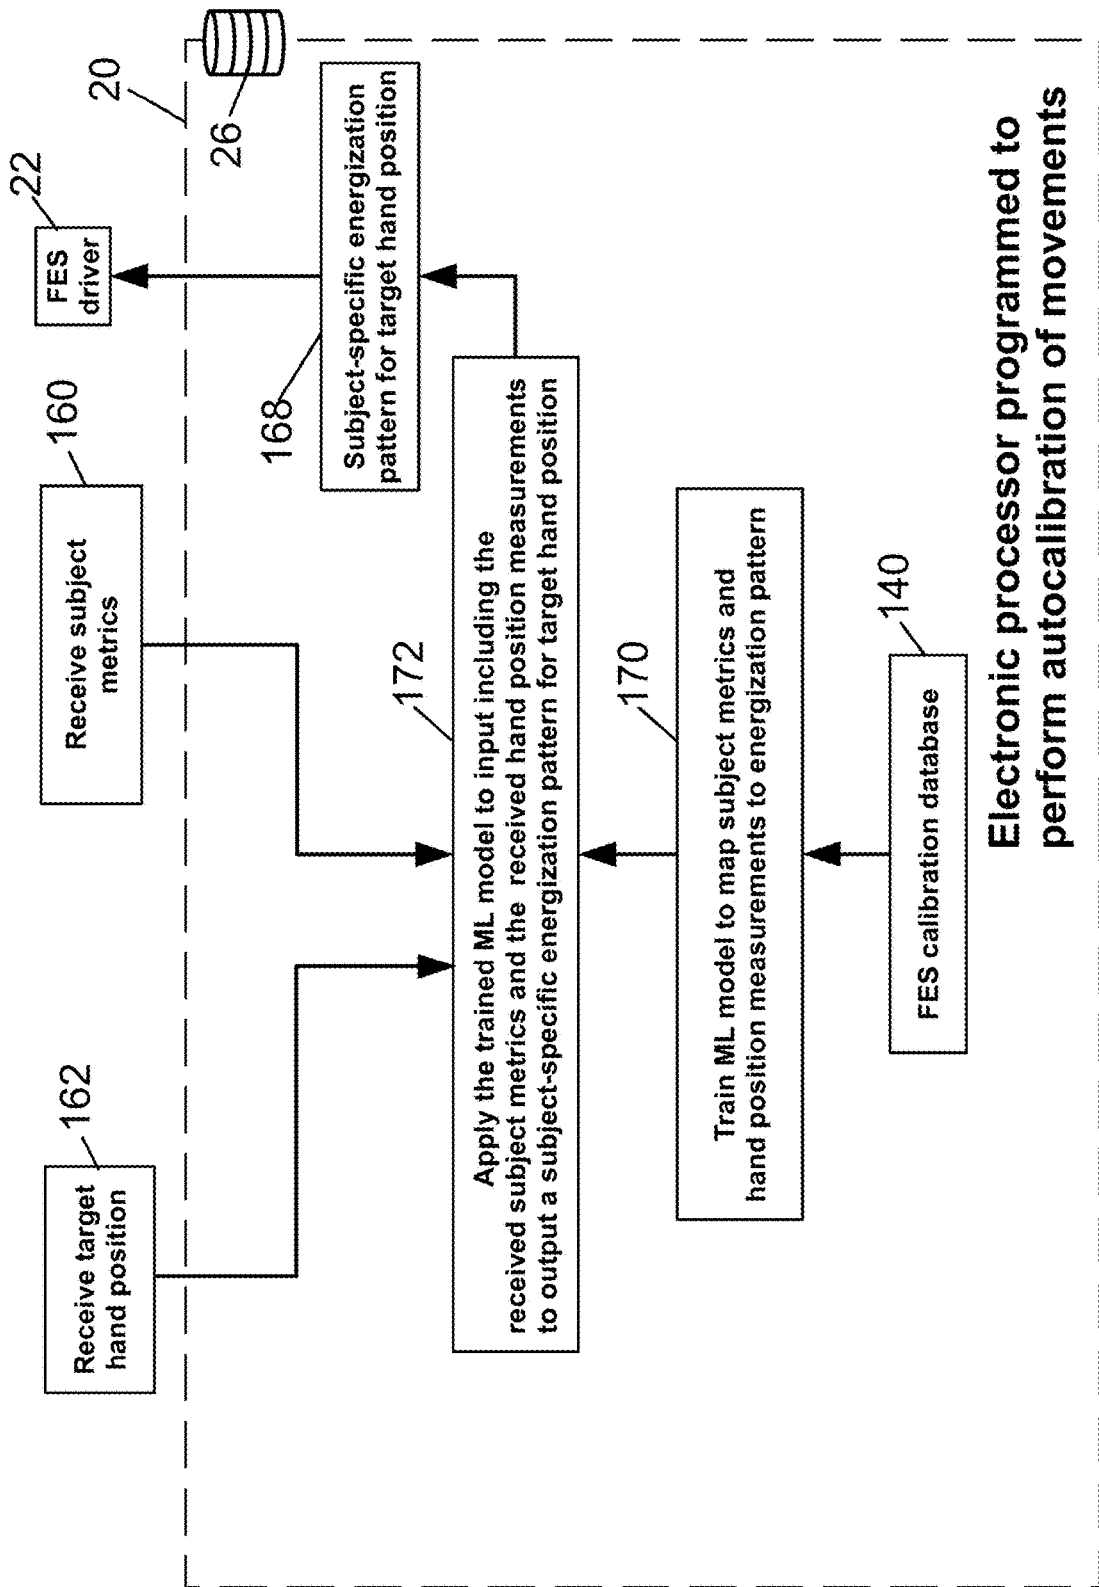 162
Receive target
hand position
160
Receive subject
metrics
22
FES
driver
20
26
168
Subject-specific energization
pattern for target hand position
172
Apply the trained ML model to input including the
received subject metrics and the received hand position measurements
to output a subject-specific energization pattern for target hand position
170
Train ML model to map subject metrics and
hand position measurements to energization pattern
140
FES calibration database
Electronic processor programmed to
perform autocalibration of movements